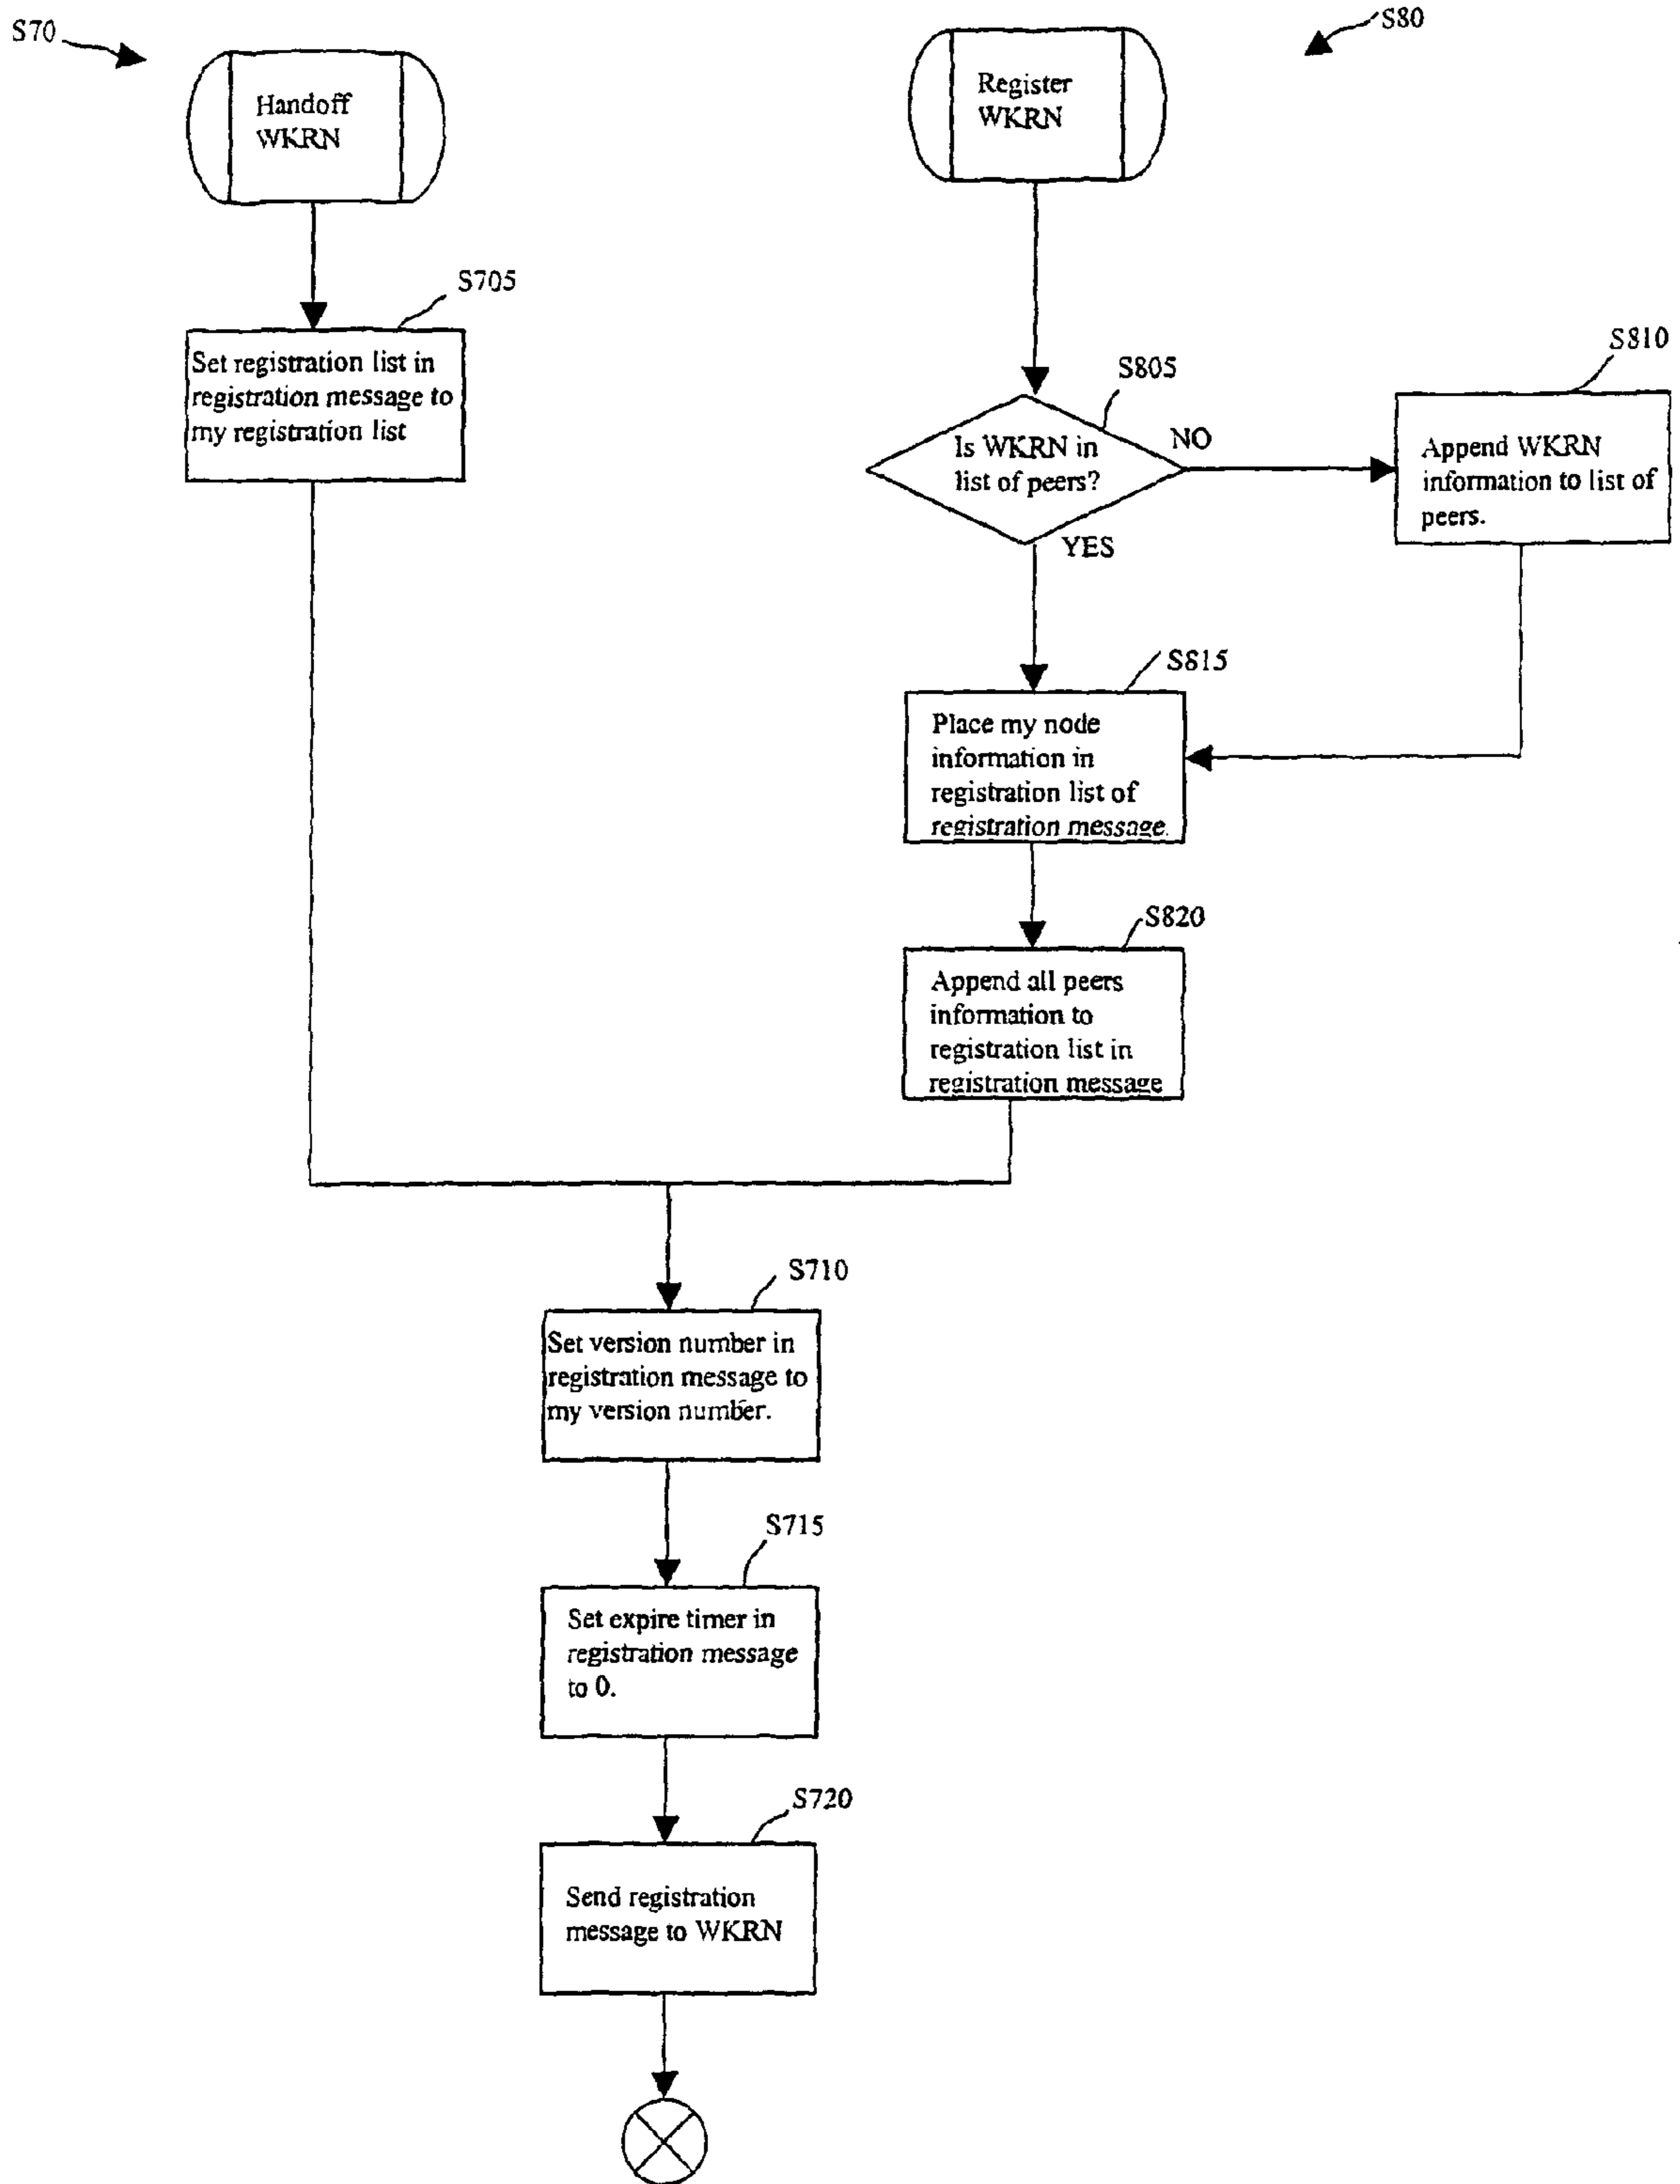 S70
S80
Handoff
WKRN
Register
WKRN
S705
Set registration list in
registration message to
my registration list
S805
Is WKRN in
list of peers?
NO
YES
S810
Append WKRN
information to list of
peers.
S815
Place my node
information in
registration list of
registration message.
S820
Append all peers
information to
registration list in
registration message
S710
Set version number in
registration message to
my version number.
S715
Set expire timer in
registration message
to 0.
S720
Send registration
message to WKRN